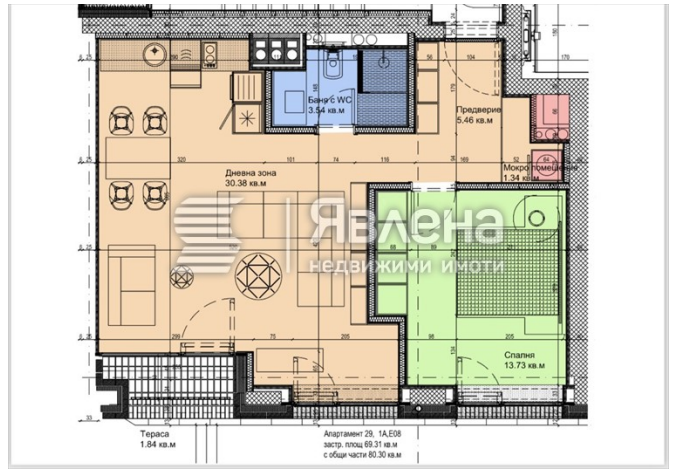 Баня с WC
3.54 кв.м
Предверие
5.46 кв.м
Мокро помещение
1.34 кв.м
Дневна зона
30.38 кв.м
Явлена
недвижими имоти
Спалня
13.73 кв.м
Тераса
1.84 кв.м
Апартамент 29, 1А,Е08
застр. площ 69.31 кв.м
с общи части 80.30 кв.м